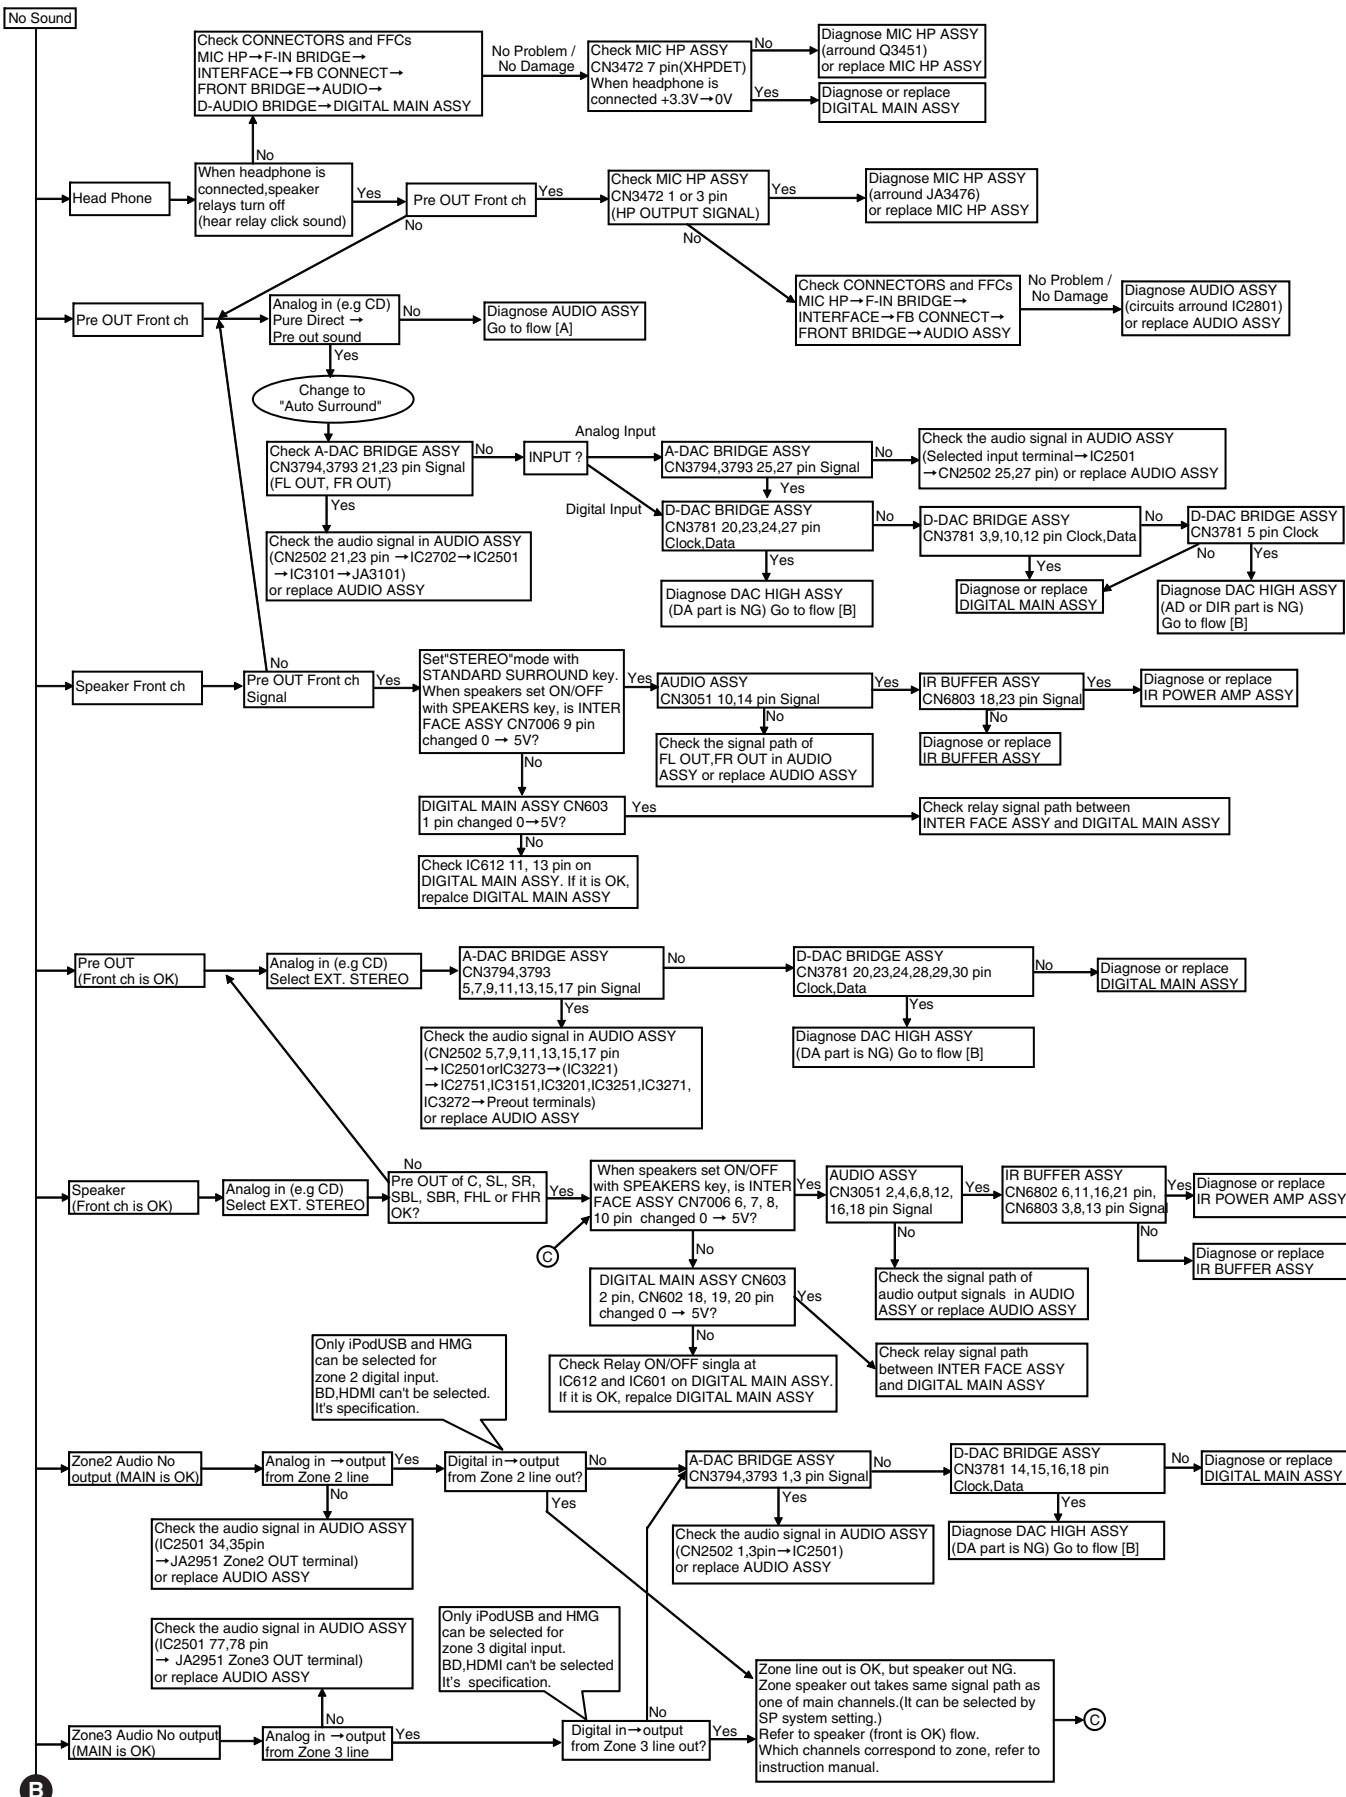 No Sound
Check CONNECTORS and FFCs
MIC HP→F-IN BRIDGE→
INTERFACE→FB CONNECT→
FRONT BRIDGE→AUDIO→
D-AUDIO BRIDGE→DIGITAL MAIN ASSY
No Problem /
No Damage
Check MIC HP ASSY
CN3472 7 pin(XHPDET)
When headphone is
connected +3.3V→0V
No
Diagnose MIC HP ASSY
(arround Q3451)
or replace MIC HP ASSY
Yes
Diagnose or replace
DIGITAL MAIN ASSY
No
Head Phone
When headphone is
connected,speaker
relays turn off
(hear relay click sound)
Yes
Pre OUT Front ch
Yes
No
Check MIC HP ASSY
CN3472 1 or 3 pin
(HP OUTPUT SIGNAL)
Yes
Diagnose MIC HP ASSY
(arround JA3476)
or replace MIC HP ASSY
No
Check CONNECTORS and FFCs
MIC HP→F-IN BRIDGE→
INTERFACE→FB CONNECT→
FRONT BRIDGE→AUDIO ASSY
No Problem /
No Damage
Diagnose AUDIO ASSY
(circuits arround IC2801)
or replace AUDIO ASSY
Pre OUT Front ch
Analog in (e.g CD)
Pure Direct →
Pre out sound
No
Diagnose AUDIO ASSY
Go to flow [A]
Yes
Change to
"Auto Surround"
Check A-DAC BRIDGE ASSY
CN3794,3793 21,23 pin Signal
(FL OUT, FR OUT)
No
INPUT ?
Analog Input
Digital Input
A-DAC BRIDGE ASSY
CN3794,3793 25,27 pin Signal
No
Check the audio signal in AUDIO ASSY
(Selected input terminal→IC2501
→CN2502 25,27 pin) or replace AUDIO ASSY
Yes
Yes
D-DAC BRIDGE ASSY
CN3781 20,23,24,27 pin
Clock,Data
No
D-DAC BRIDGE ASSY
CN3781 3,9,10,12 pin Clock,Data
No
D-DAC BRIDGE ASSY
CN3781 5 pin Clock
Check the audio signal in AUDIO ASSY
(CN2502 21,23 pin →IC2702→IC2501
→IC3101→JA3101)
or replace AUDIO ASSY
Yes
Yes
No
Yes
Diagnose DAC HIGH ASSY
(DA part is NG) Go to flow [B]
Diagnose or replace
DIGITAL MAIN ASSY
Diagnose DAC HIGH ASSY
(AD or DIR part is NG)
Go to flow [B]
Speaker Front ch
No
Pre OUT Front ch
Signal
Yes
Set"STEREO"mode with
STANDARD SURROUND key.
When speakers set ON/OFF
with SPEAKERS key, is INTER
FACE ASSY CN7006 9 pin
changed 0 → 5V?
Yes
AUDIO ASSY
CN3051 10,14 pin Signal
Yes
IR BUFFER ASSY
CN6803 18,23 pin Signal
Yes
Diagnose or replace
IR POWER AMP ASSY
No
No
Check the signal path of
FL OUT,FR OUT in AUDIO
ASSY or replace AUDIO ASSY
Diagnose or replace
IR BUFFER ASSY
No
DIGITAL MAIN ASSY CN603
1 pin changed 0→5V?
Yes
Check relay signal path between
INTER FACE ASSY and DIGITAL MAIN ASSY
No
Check IC612 11, 13 pin on
DIGITAL MAIN ASSY. If it is OK,
repalce DIGITAL MAIN ASSY
Pre OUT
(Front ch is OK)
Analog in (e.g CD)
Select EXT. STEREO
A-DAC BRIDGE ASSY
CN3794,3793
5,7,9,11,13,15,17 pin Signal
No
D-DAC BRIDGE ASSY
CN3781 20,23,24,28,29,30 pin
Clock,Data
No
Diagnose or replace
DIGITAL MAIN ASSY
Yes
Yes
Check the audio signal in AUDIO ASSY
(CN2502 5,7,9,11,13,15,17 pin
→IC2501orIC3273→(IC3221)
→IC2751,IC3151,IC3201,IC3251,IC3271,
IC3272→Preout terminals)
or replace AUDIO ASSY
Diagnose DAC HIGH ASSY
(DA part is NG) Go to flow [B]
Speaker
(Front ch is OK)
Analog in (e.g CD)
Select EXT. STEREO
No
Pre OUT of C, SL, SR,
SBL, SBR, FHL or FHR
OK?
Yes
C
When speakers set ON/OFF
with SPEAKERS key, is INTER
FACE ASSY CN7006 6, 7, 8,
10 pin changed 0 → 5V?
Yes
AUDIO ASSY
CN3051 2,4,6,8,12,
16,18 pin Signal
Yes
IR BUFFER ASSY
CN6802 6,11,16,21 pin,
CN6803 3,8,13 pin Signal
Yes
Diagnose or replace
IR POWER AMP ASSY
No
No
No
Diagnose or replace
IR BUFFER ASSY
DIGITAL MAIN ASSY CN603
2 pin, CN602 18, 19, 20 pin
changed 0 → 5V?
Yes
Check the signal path of
audio output signals in AUDIO
ASSY or replace AUDIO ASSY
No
Check relay signal path
between INTER FACE ASSY
and DIGITAL MAIN ASSY
Check Relay ON/OFF singla at
IC612 and IC601 on DIGITAL MAIN ASSY.
If it is OK, repalce DIGITAL MAIN ASSY
Only iPodUSB and HMG
can be selected for
zone 2 digital input.
BD,HDMI can't be selected.
It's specification.
Zone2 Audio No
output (MAIN is OK)
Analog in →output
from Zone 2 line
Yes
Digital in→output
from Zone 2 line out?
No
A-DAC BRIDGE ASSY
CN3794,3793 1,3 pin Signal
No
D-DAC BRIDGE ASSY
CN3781 14,15,16,18 pin
Clock,Data
No
Diagnose or replace
DIGITAL MAIN ASSY
No
Yes
Yes
Yes
Check the audio signal in AUDIO ASSY
(IC2501 34,35pin
→JA2951 Zone2 OUT terminal)
or replace AUDIO ASSY
Check the audio signal in AUDIO ASSY
(CN2502 1,3pin→IC2501)
or replace AUDIO ASSY
Diagnose DAC HIGH ASSY
(DA part is NG) Go to flow [B]
Check the audio signal in AUDIO ASSY
(IC2501 77,78 pin
→ JA2951 Zone3 OUT terminal)
or replace AUDIO ASSY
Only iPodUSB and HMG
can be selected for
zone 3 digital input.
BD,HDMI can't be selected
It's specification.
No
No
Zone3 Audio No output
(MAIN is OK)
Analog in →output
from Zone 3 line
Yes
Digital in→output
from Zone 3 line out?
Yes
Zone line out is OK, but speaker out NG.
Zone speaker out takes same signal path as
one of main channels.(It can be selected by
SP system setting.)
Refer to speaker (front is OK) flow.
Which channels correspond to zone, refer to
instruction manual.
C
B